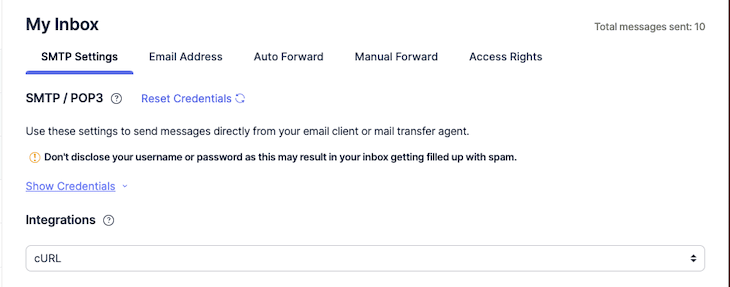 My Inbox
Total messages sent: 10
SMTP Settings Email Address Auto Forward Manual Forward Access Rights
SMTP / POP3 ? Reset Credentials
Use these settings to send messages directly from your email client or mail transfer agent.
Don't disclose your username or password as this may result in your inbox getting filled up with spam.
Show Credentials
Integrations ?
cURL